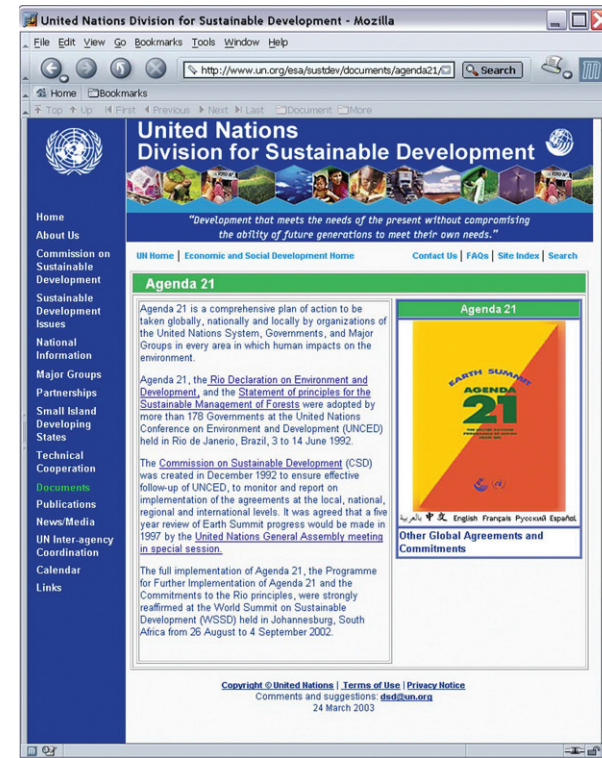 United Nations Division for Sustainable Development - Mozilla
File Edit View Go Bookmarks Tools Window Help
http://www.un.org/esa/sustdev/documents/agenda21/
Search
Home Bookmarks
Top Up First Previous Next Last Document More
United Nations
Division for Sustainable Development
"Development that meets the needs of the present without compromising
the ability of future generations to meet their own needs."
UN Home | Economic and Social Development Home
Contact Us | FAQs | Site Index | Search
Home
About Us
Commission on
Sustainable
Development
Sustainable
Development
Issues
National
Information
Major Groups
Partnerships
Small Island
Developing
States
Technical
Cooperation
Documents
Publications
News/Media
UN Inter-agency
Coordination
Calendar
Links
Agenda 21
Agenda 21 is a comprehensive plan of action to be
taken globally, nationally and locally by organizations of
the United Nations System, Governments, and Major
Groups in every area in which human impacts on the
environment.
Agenda 21, the Rio Declaration on Environment and
Development, and the Statement of principles for the
Sustainable Management of Forests were adopted by
more than 178 Governments at the United Nations
Conference on Environment and Development (UNCED)
held in Rio de Janerio, Brazil, 3 to 14 June 1992.
The Commission on Sustainable Development (CSD)
was created in December 1992 to ensure effective
follow-up of UNCED, to monitor and report on
implementation of the agreements at the local, national,
regional and international levels. It was agreed that a five
year review of Earth Summit progress would be made in
1997 by the United Nations General Assembly meeting
in special session.
The full implementation of Agenda 21, the Programme
for Further Implementation of Agenda 21 and the
Commitments to the Rio principles, were strongly
reaffirmed at the World Summit on Sustainable
Development (WSSD) held in Johannesburg, South
Africa from 26 August to 4 September 2002.
Agenda 21
EARTH SUMMIT
AGENDA
21
بالعربية 中文 English Français Русский Español
Other Global Agreements and
Commitments
Copyright © United Nations | Terms of Use | Privacy Notice
Comments and suggestions: dsd@un.org
24 March 2003